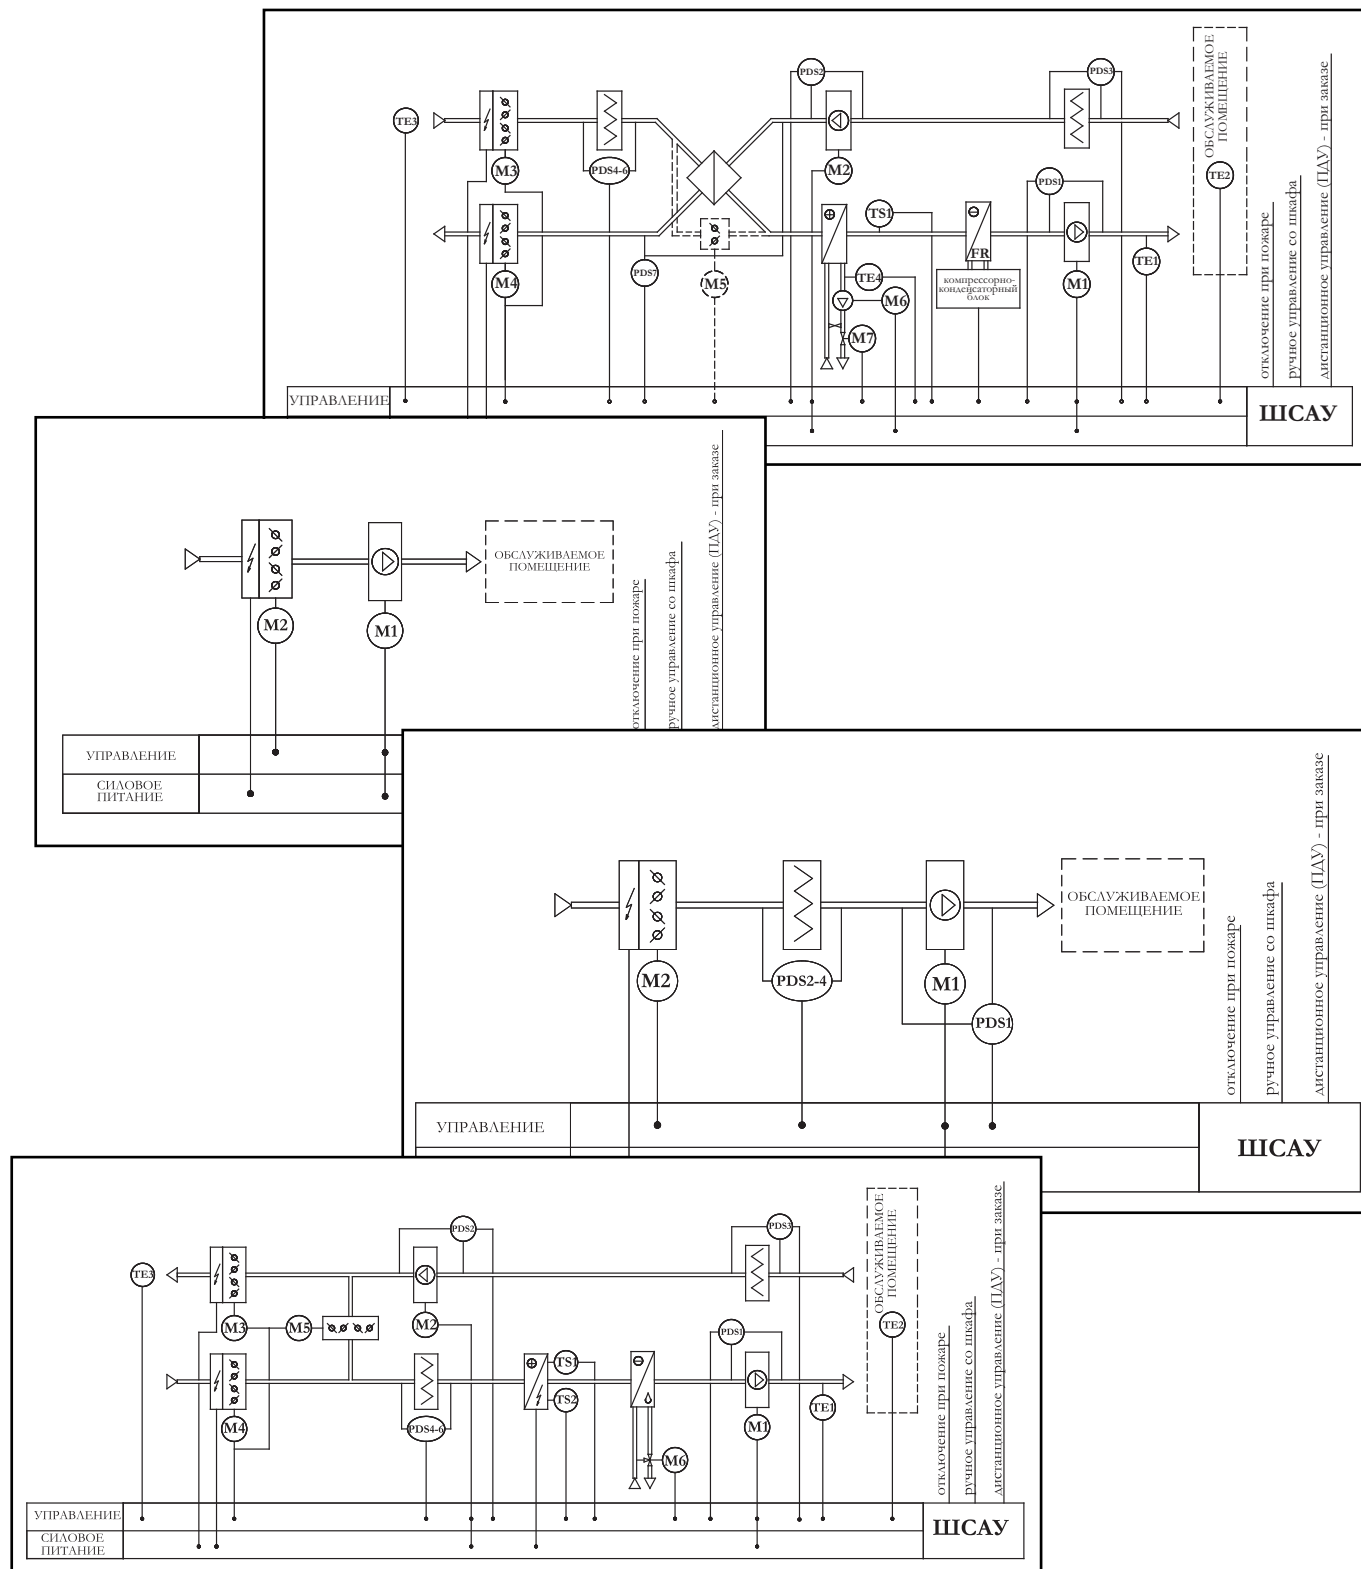 PDS2
PDS3
TE3
M3
PDS4-6
M2
ОБСЛУЖИВАЕМОЕ
ПОМЕЩЕНИЕ
TE2
M4
PDS7
M5
TS1
TE4
M6
M7
FR
компрессорно-
конденсаторный
блок
PDS1
M1
TE1
отключение при пожаре
ручное управление со шкафа
дистанционное управление (ПДУ) - при заказе
УПРАВЛЕНИЕ
ШСАУ
M2
M1
ОБСЛУЖИВАЕМОЕ
ПОМЕЩЕНИЕ
отключение при пожаре
ручное управление со шкафа
дистанционное управление (ПДУ) - при заказе
УПРАВЛЕНИЕ
СИЛОВОЕ
ПИТАНИЕ
M2
PDS2-4
M1
PDS1
ОБСЛУЖИВАЕМОЕ
ПОМЕЩЕНИЕ
отключение при пожаре
ручное управление со шкафа
дистанционное управление (ПДУ) - при заказе
УПРАВЛЕНИЕ
ШСАУ
PDS2
PDS3
TE3
M3
M5
M2
PDS1
ОБСЛУЖИВАЕМОЕ
ПОМЕЩЕНИЕ
TE2
M4
PDS4-6
TS1
TS2
M6
M1
TE1
отключение при пожаре
ручное управление со шкафа
дистанционное управление (ПДУ) - при заказе
УПРАВЛЕНИЕ
СИЛОВОЕ
ПИТАНИЕ
ШСАУ